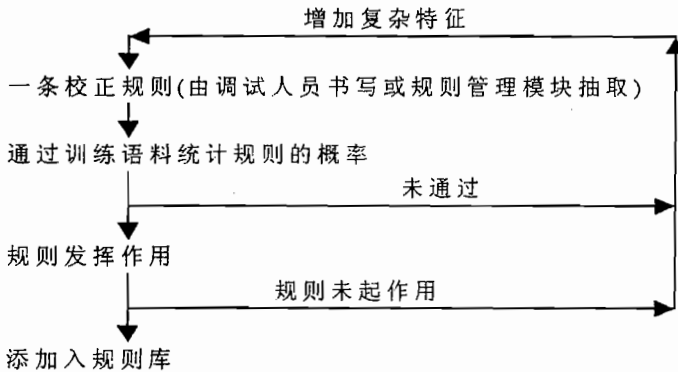 增加复杂特征
一条校正规则(由调试人员书写或规则管理模块抽取)
通过训练语料统计规则的概率
未通过
规则发挥作用
规则未起作用
添加入规则库